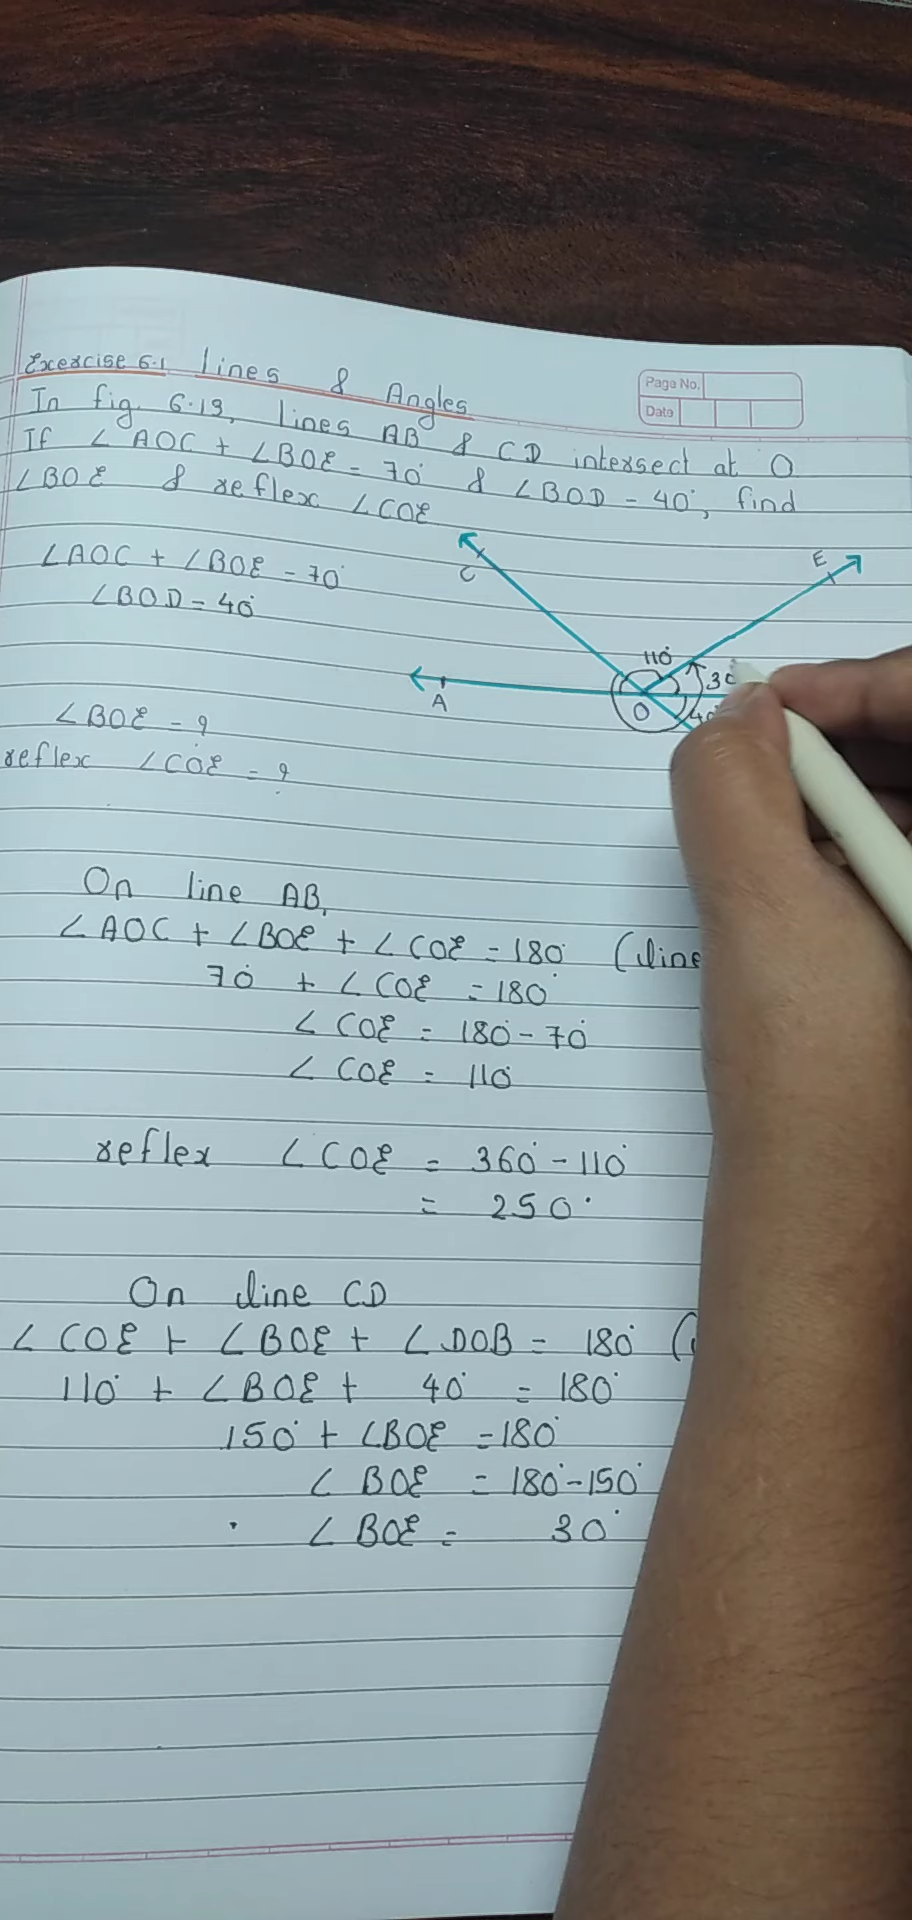 Exercise 6.1 Lines & Angles
Page No.
Date
In fig. 6.13, lines AB & CD intersect at O
If ∠AOC + ∠BOE = 70° & ∠BOD = 40°, find
∠BOE & reflex ∠COE
∠AOC + ∠BOE = 70°
∠BOD = 40°
C
E
110°
30
A
O
40°
∠BOE = ?
reflex ∠COE = ?
On line AB,
∠AOC + ∠BOE + ∠COE = 180° (line
70° + ∠COE = 180°
∠COE = 180° - 70°
∠COE = 110°
reflex ∠COE = 360° - 110°
= 250°
On line CD
∠COE + ∠BOE + ∠DOB = 180° (
110° + ∠BOE + 40° = 180°
150° + ∠BOE = 180°
∠BOE = 180° - 150°
∠BOE = 30°